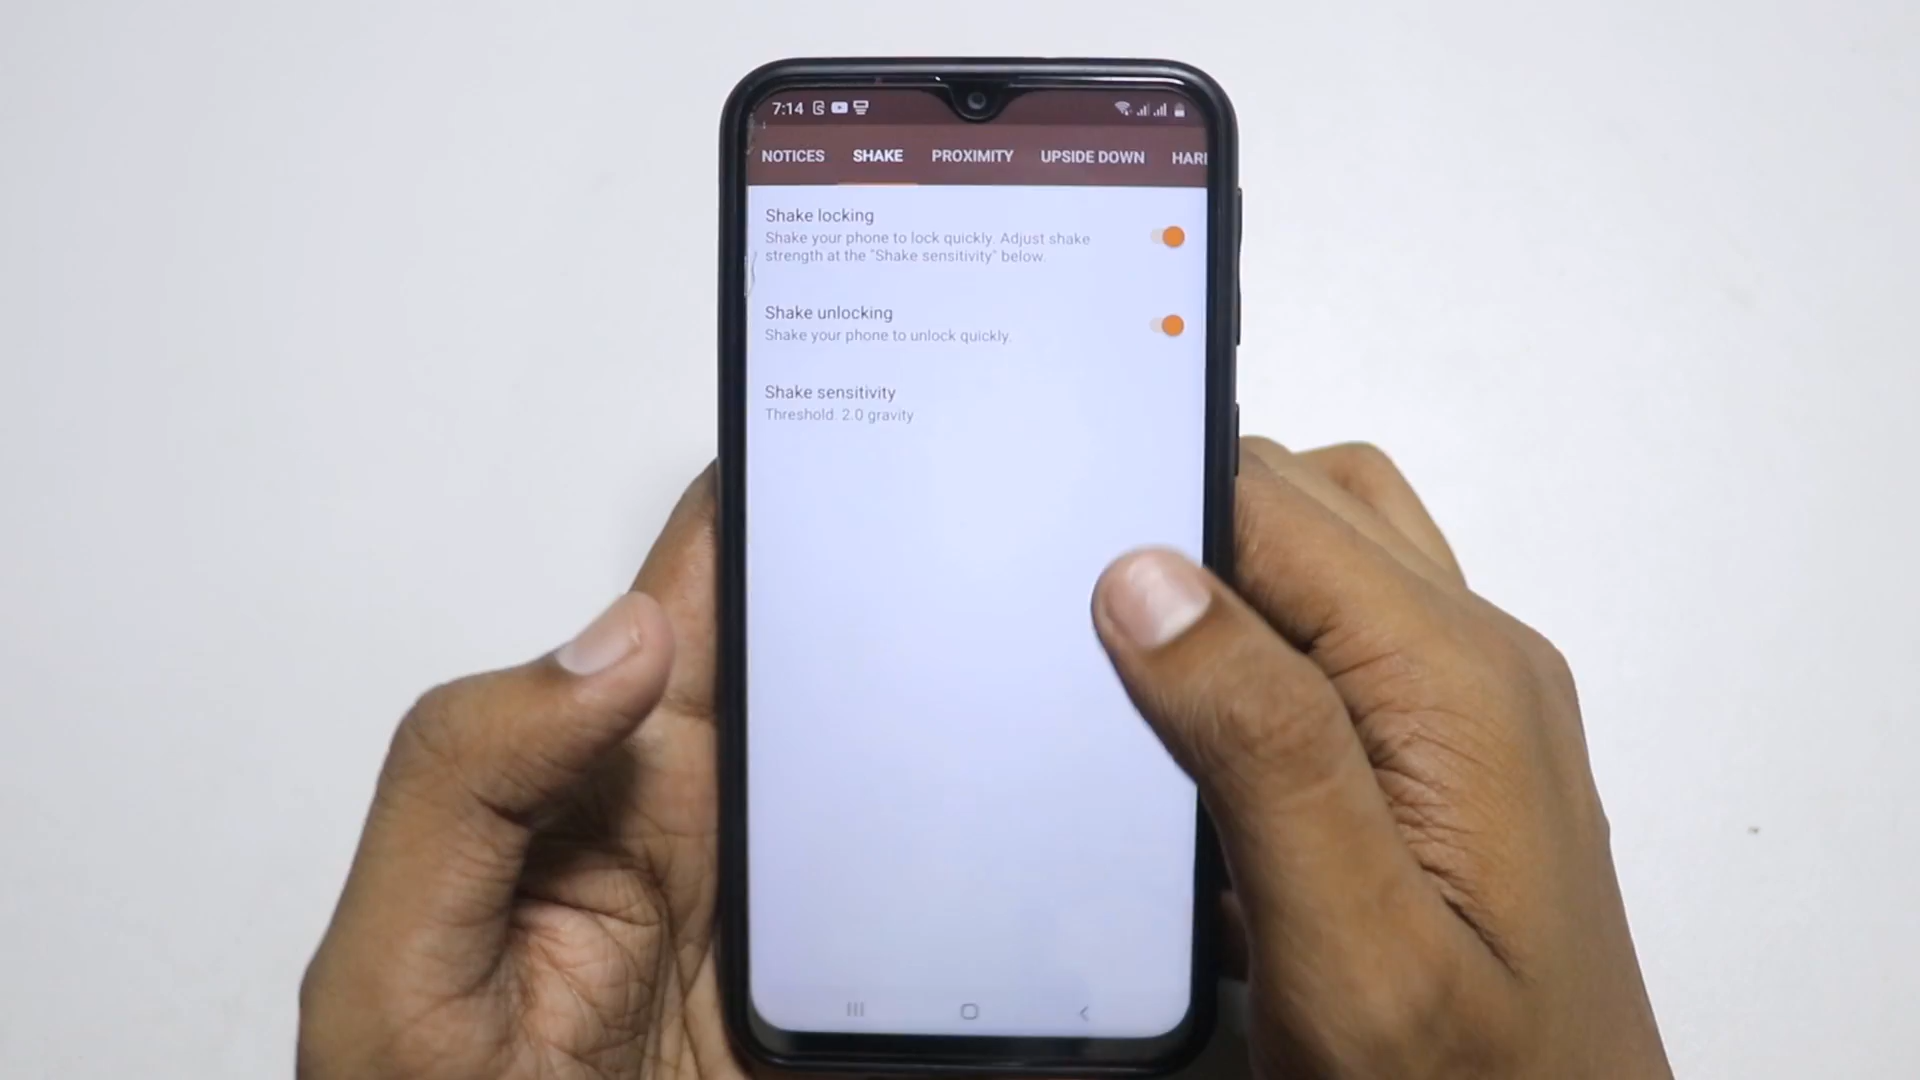 7:14
NOTICES SHAKE PROXIMITY UPSIDE DOWN HARI
Shake locking
Shake your phone to lock quickly. Adjust shake
strength at the "Shake sensitivity" below.
Shake unlocking
Shake your phone to unlock quickly.
Shake sensitivity
Threshold: 2.0 gravity